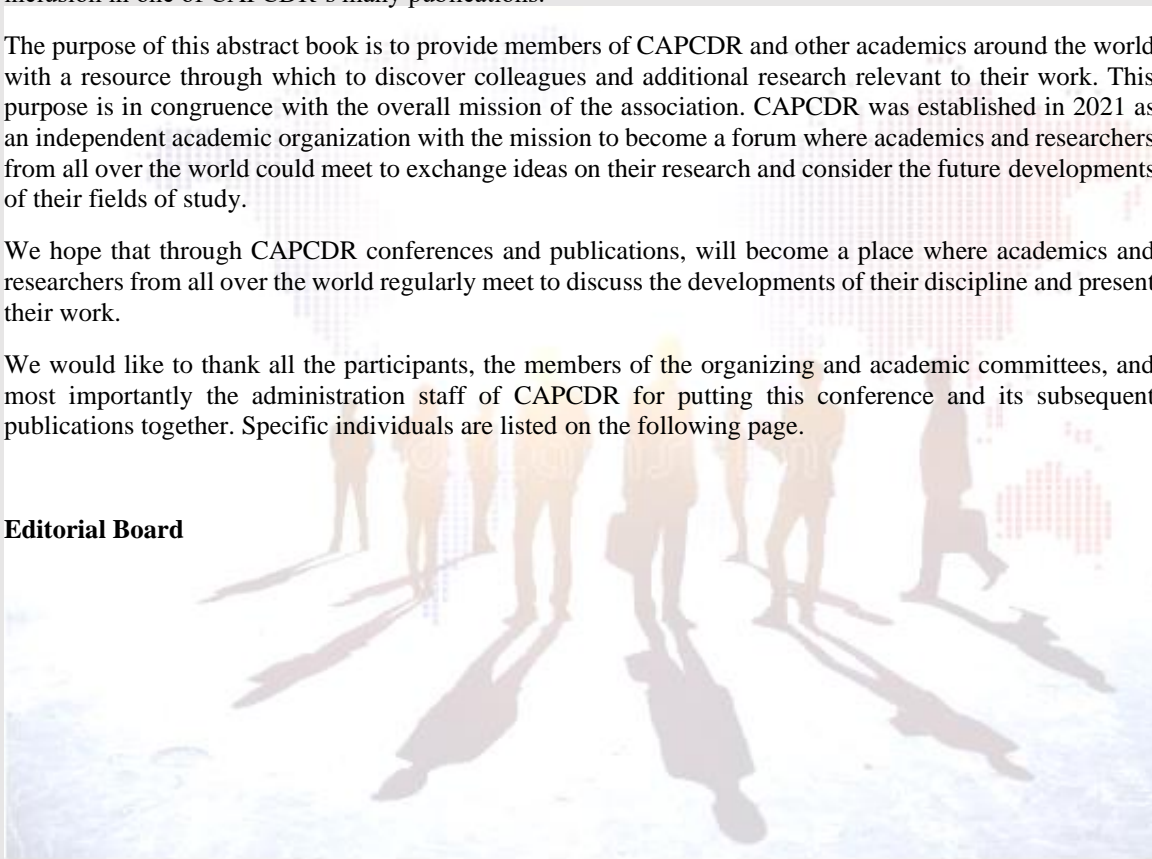 inclusion in one of CAPCDR's many publications.
The purpose of this abstract book is to provide members of CAPCDR and other academics around the world
with a resource through which to discover colleagues and additional research relevant to their work. This
purpose is in congruence with the overall mission of the association. CAPCDR was established in 2021 as
an independent academic organization with the mission to become a forum where academics and researchers
from all over the world could meet to exchange ideas on their research and consider the future developments
of their fields of study.
We hope that through CAPCDR conferences and publications, will become a place where academics and
researchers from all over the world regularly meet to discuss the developments of their discipline and present
their work.
We would like to thank all the participants, the members of the organizing and academic committees, and
most importantly the administration staff of CAPCDR for putting this conference and its subsequent
publications together. Specific individuals are listed on the following page.
Editorial Board